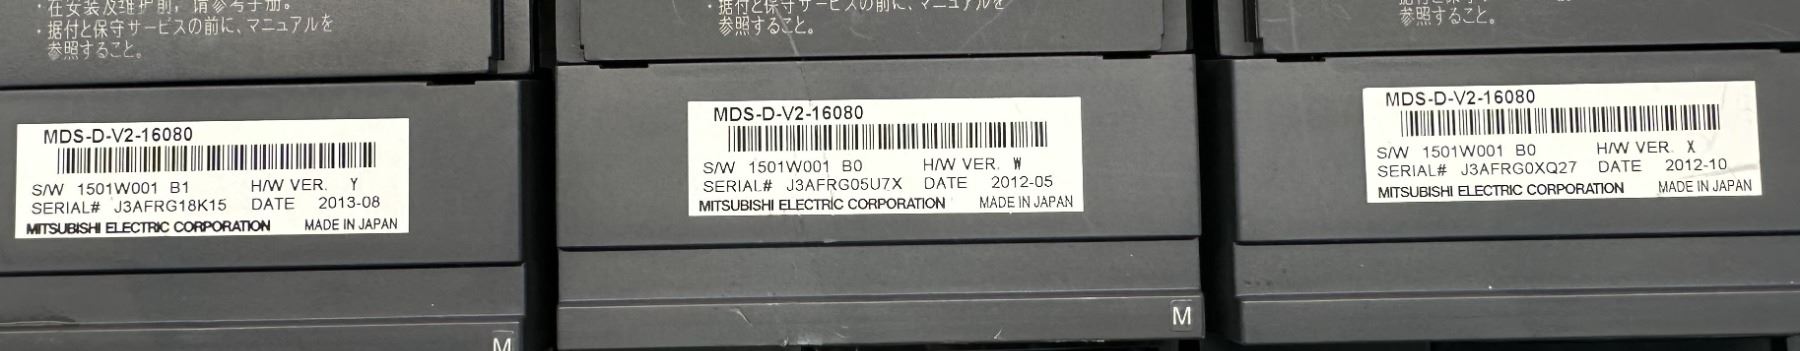 ・在安装及维护前，请参考手册。
・据付と保守サービスの前に、マニュアルを
参照すること。
MDS-D-V2-16080
S/W 1501W001 B1 H/W VER. Y
SERIAL# J3AFRG18K15 DATE 2013-08
MITSUBISHI ELECTRIC CORPORATION MADE IN JAPAN
M
・据付と保守サービスの前に、マニュアルを
参照すること。
MDS-D-V2-16080
S/W 1501W001 B0 H/W VER. W
SERIAL# J3AFRG05U7X DATE 2012-05
MITSUBISHI ELECTRIC CORPORATION MADE IN JAPAN
M
参照すること。
MDS-D-V2-16080
S/W 1501W001 B0 H/W VER. X
SERIAL# J3AFRG0XQ27 DATE 2012-10
MITSUBISHI ELECTRIC CORPORATION MADE IN JAPAN